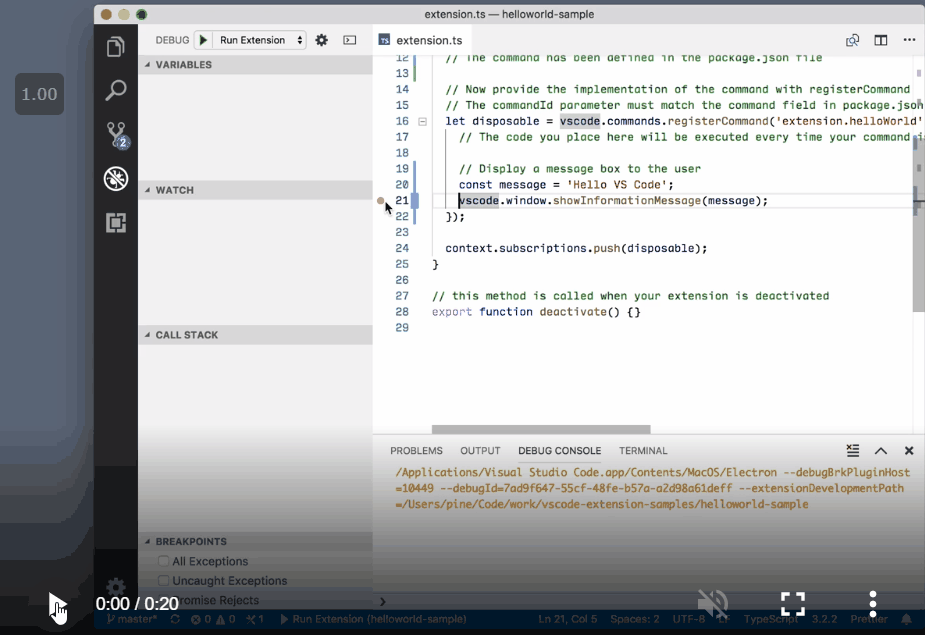 extension.ts — helloworld-sample
DEBUG Run Extension
TS extension.ts
1.00
VARIABLES
WATCH
CALL STACK
BREAKPOINTS
All Exceptions
Uncaught Exceptions
Promise Rejects
12 // The command has been defined in the package.json file
13
14 // Now provide the implementation of the command with registerCommand
15 // The commandId parameter must match the command field in package.json
16 let disposable = vscode.commands.registerCommand('extension.helloWorld'
17 // The code you place here will be executed every time your command i
18
19 // Display a message box to the user
20 const message = 'Hello VS Code';
21 vscode.window.showInformationMessage(message);
22 });
23
24 context.subscriptions.push(disposable);
25 }
26
27 // this method is called when your extension is deactivated
28 export function deactivate() {}
29
PROBLEMS OUTPUT DEBUG CONSOLE TERMINAL
/Applications/Visual Studio Code.app/Contents/MacOS/Electron --debugBrkPluginHost
=10449 --debugId=7ad9f647-55cf-48fe-b57a-a2d98a61deff --extensionDevelopmentPath
=/Users/pine/Code/work/vscode-extension-samples/helloworld-sample
2
0:00 / 0:20
master* 0 0 1 Run Extension (helloworld-sample) Ln 21, Col 5 Spaces: 2 UTF-8 LF TypeScript 3.2.2 Prettier